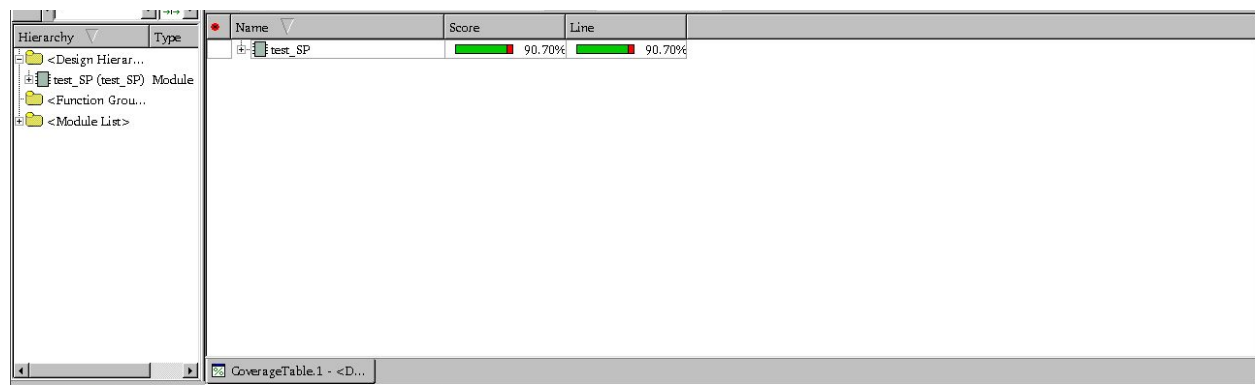 Hierarchy Type
<Design Hierar...
test_SP (test_SP) Module
<Function Grou...
<Module List>
Name Score Line
test_SP 90.70% 90.70%
CoverageTable.1 - <D...